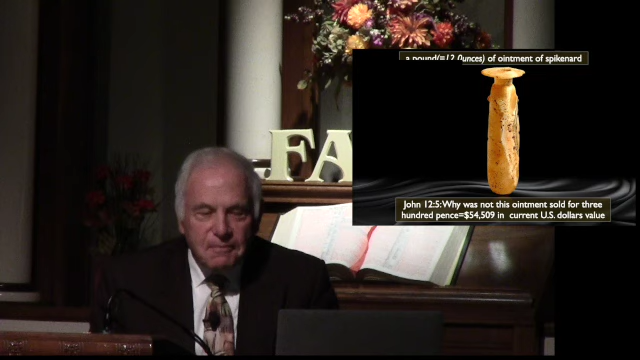 a pound(=12 Ounces) of ointment of spikenard
.FA
John 12:5:Why was not this ointment sold for three
hundred pence=$54,509 in current U.S. dollars value